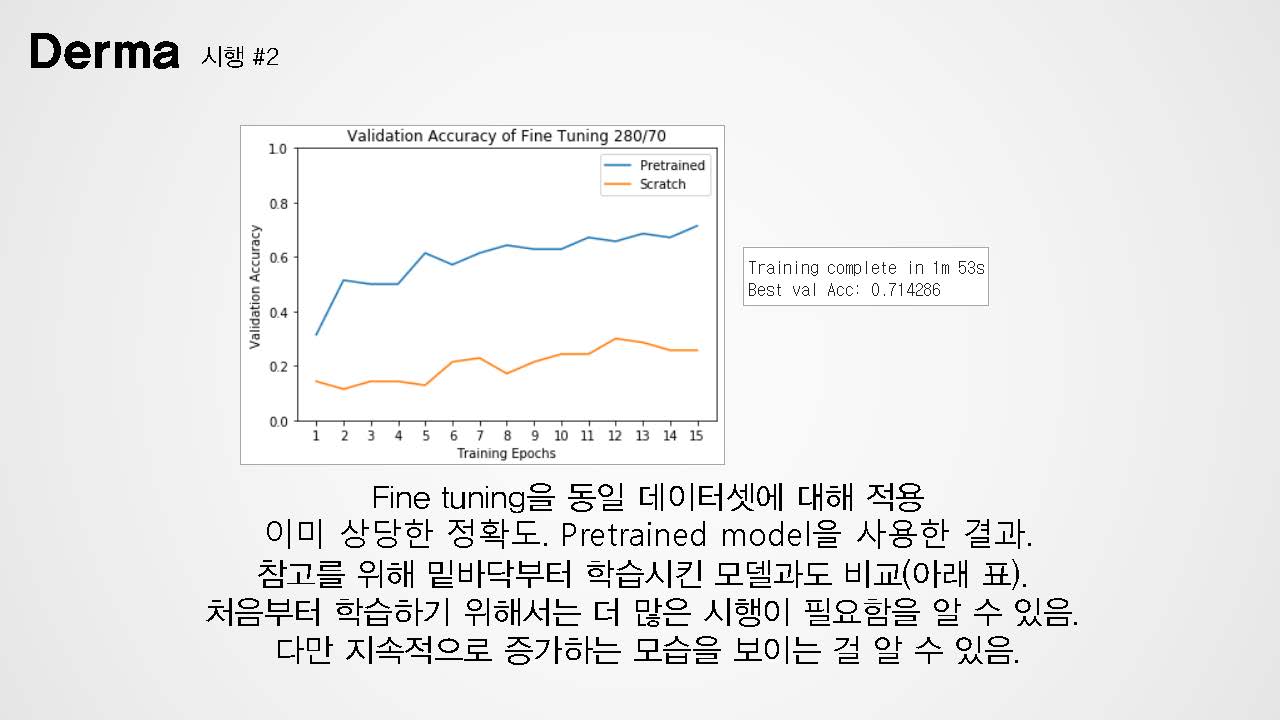 Derma 시행 #2
Validation Accuracy of Fine Tuning 280/70
1.0
0.8
0.6
0.4
0.2
0.0
Validation Accuracy
Pretrained
Scratch
1 2 3 4 5 6 7 8 9 10 11 12 13 14 15
Training Epochs
Training complete in 1m 53s
Best val Acc: 0.714286
Fine tuning을 동일 데이터셋에 대해 적용
이미 상당한 정확도. Pretrained model을 사용한 결과.
참고를 위해 밑바닥부터 학습시킨 모델과도 비교(아래 표).
처음부터 학습하기 위해서는 더 많은 시행이 필요함을 알 수 있음.
다만 지속적으로 증가하는 모습을 보이는 걸 알 수 있음.